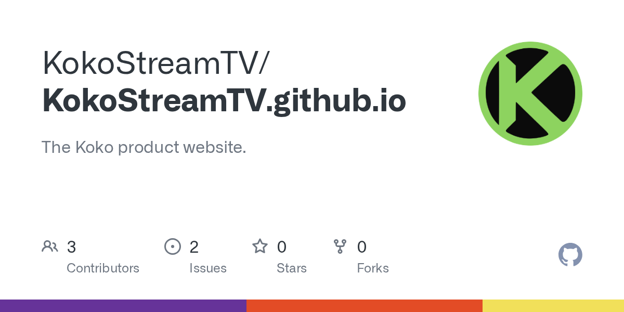 KokoStreamTV/
KokoStreamTV.github.io
The Koko product website.
3
Contributors
2
Issues
0
Stars
0
Forks